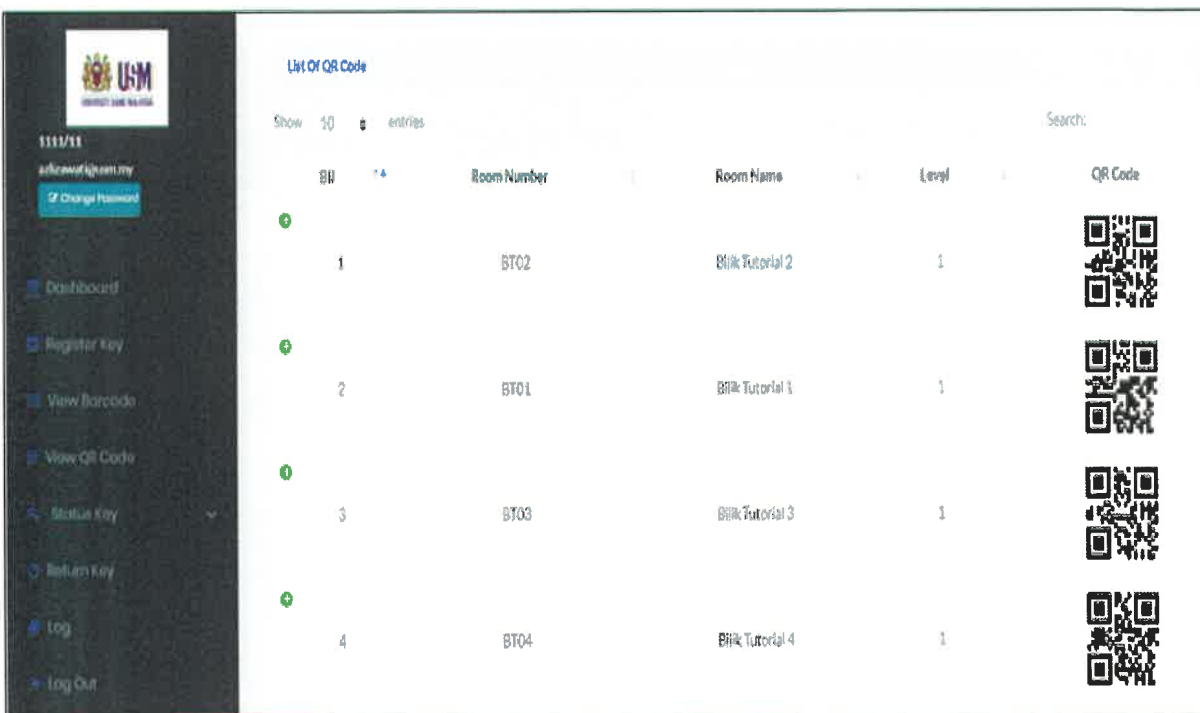 USM
UNIVERSITI SAINS MALAYSIA
1111/11
Change Password
Dashboard
Register Key
View Barcode
View QR Code
Status Key
Return Key
Log
Log Out
List Of QR Code
Show 10 entries
Search:
Bil Room Number Room Name Level QR Code
1 BT02 Bilik Tutorial 2 1
2 BT01 Bilik Tutorial 1 1
3 BT03 Bilik Tutorial 3 1
4 BT04 Bilik Tutorial 4 1